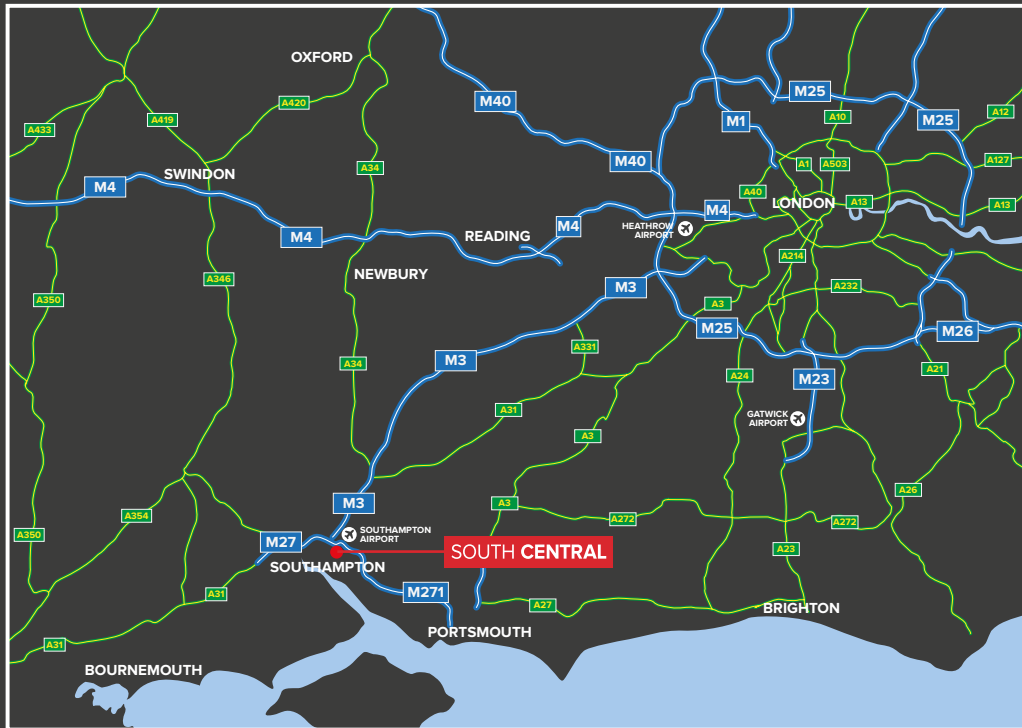 OXFORD
M40
M25
A433
A419
A420
M1
A10
M25
A12
A34
M40
A1
A503
A127
SWINDON
M4
A40
LONDON
A13
A13
M4
M4
M4
READING
HEATHROW
AIRPORT
A214
NEWBURY
A346
M3
A232
A350
A3
M25
M26
A331
M3
A34
A24
M23
A21
A31
GATWICK
AIRPORT
A3
A26
M3
A3
A354
A272
A272
A350
M27
SOUTHAMPTON
AIRPORT
SOUTH CENTRAL
A23
SOUTHAMPTON
A31
M271
A27
BRIGHTON
PORTSMOUTH
A31
BOURNEMOUTH